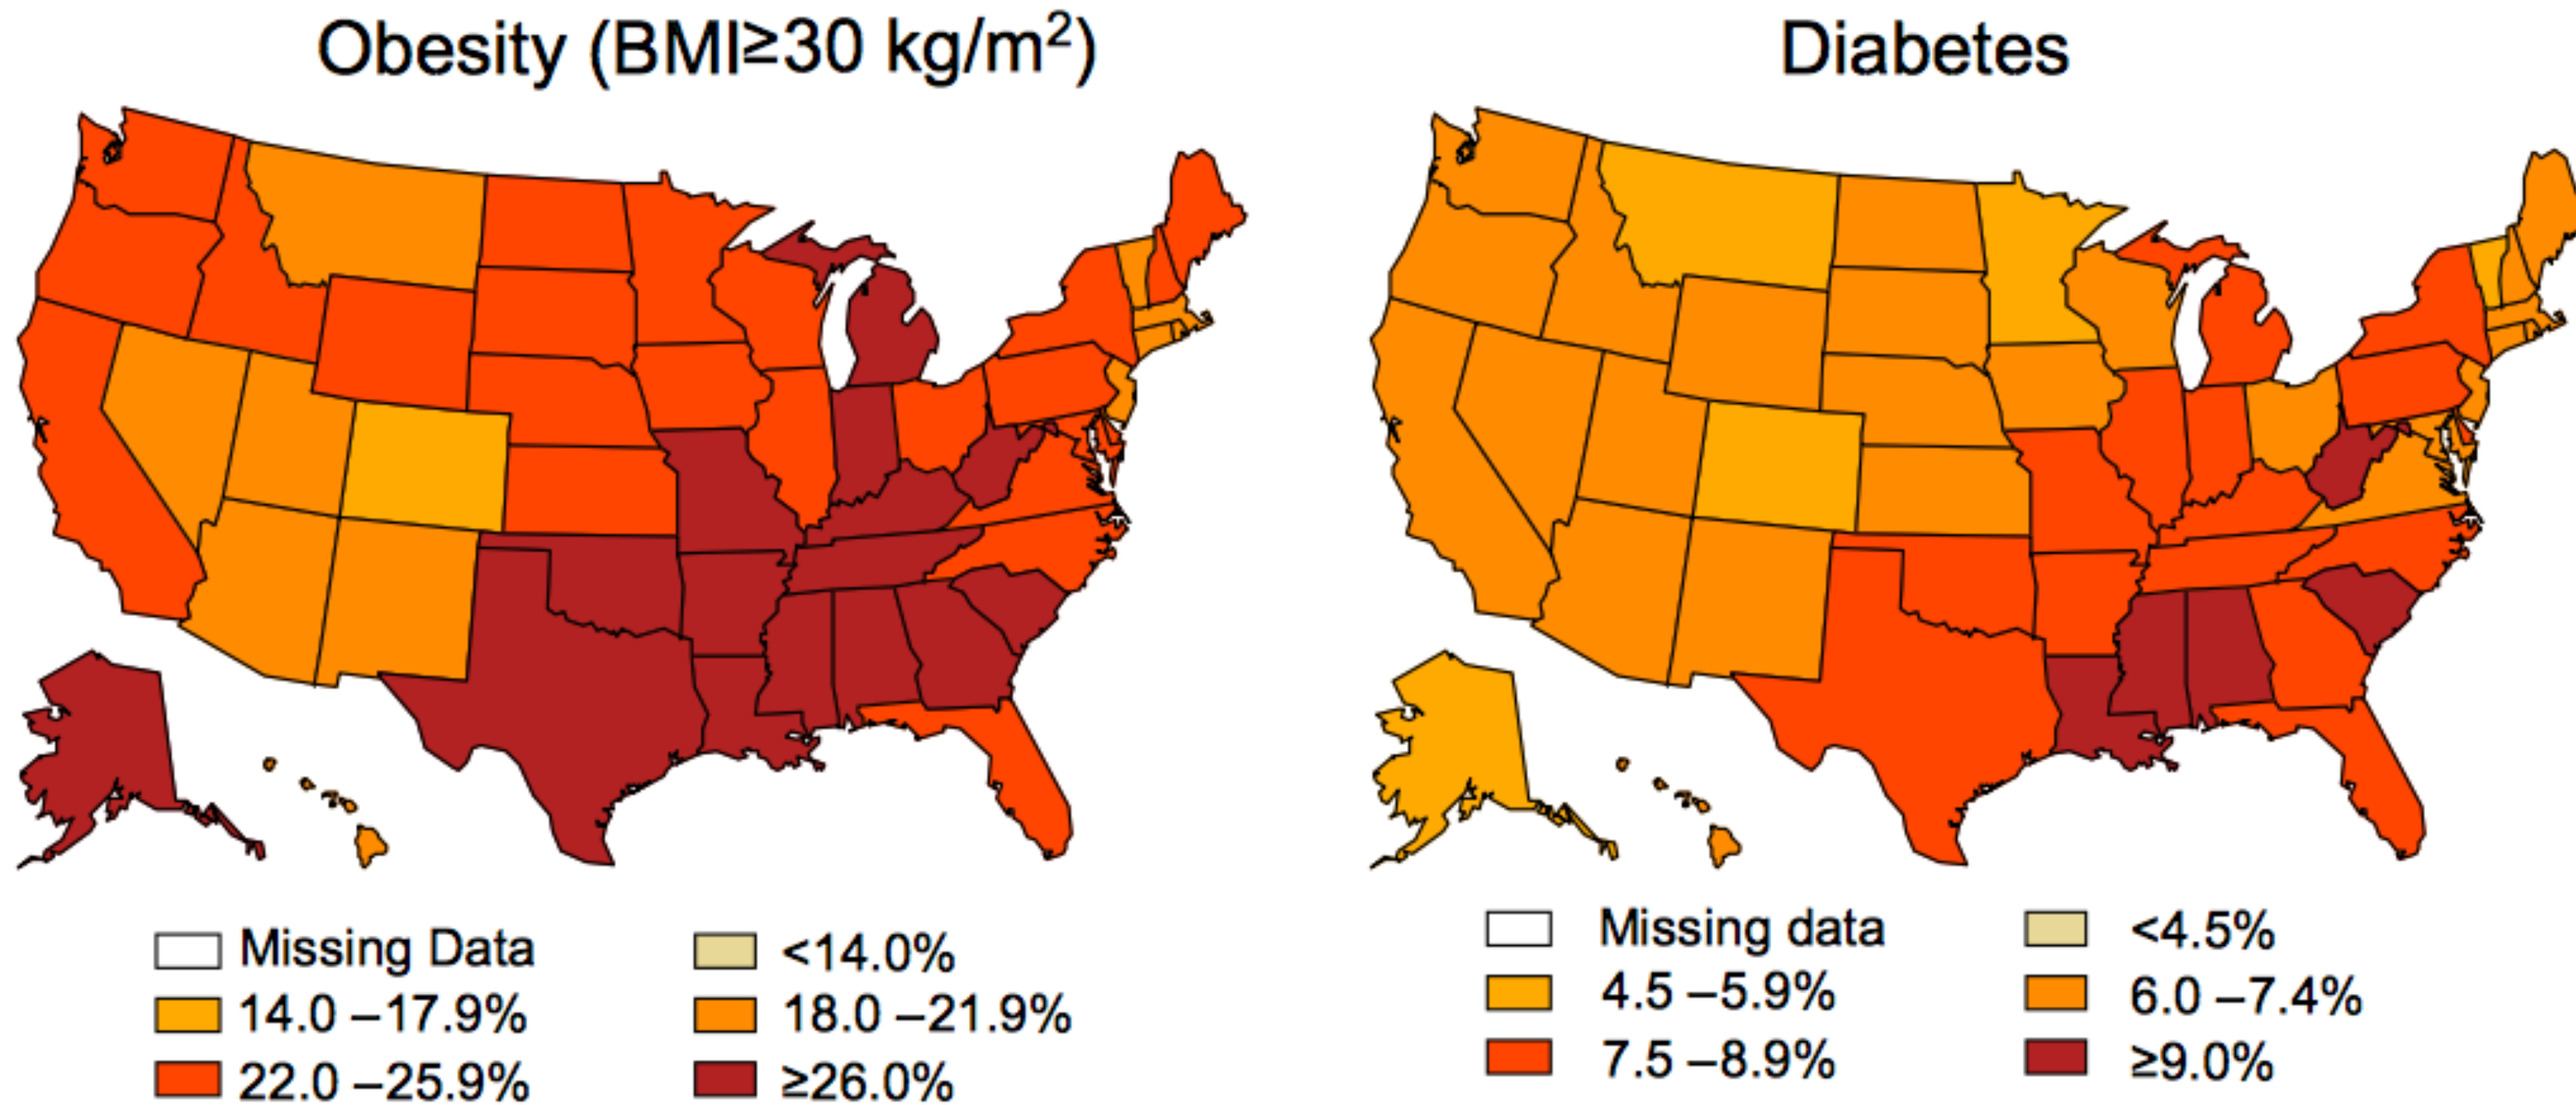 Obesity (BMI≥30 kg/m²)
Diabetes
Missing Data
<14.0%
14.0 –17.9%
18.0 –21.9%
22.0 –25.9%
≥26.0%
Missing data
<4.5%
4.5 –5.9%
6.0 –7.4%
7.5 –8.9%
≥9.0%